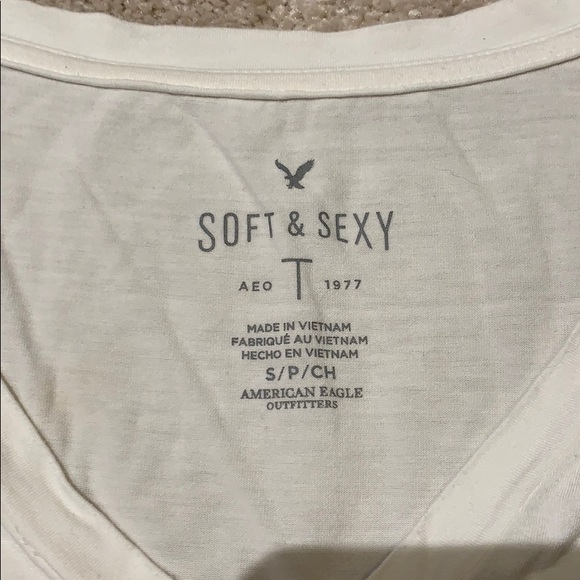 SOFT & SEXY
AEO T 1977
MADE IN VIETNAM
FABRIQUÉ AU VIETNAM
HECHO EN VIETNAM
S/P/CH
AMERICAN EAGLE
OUTFITTERS